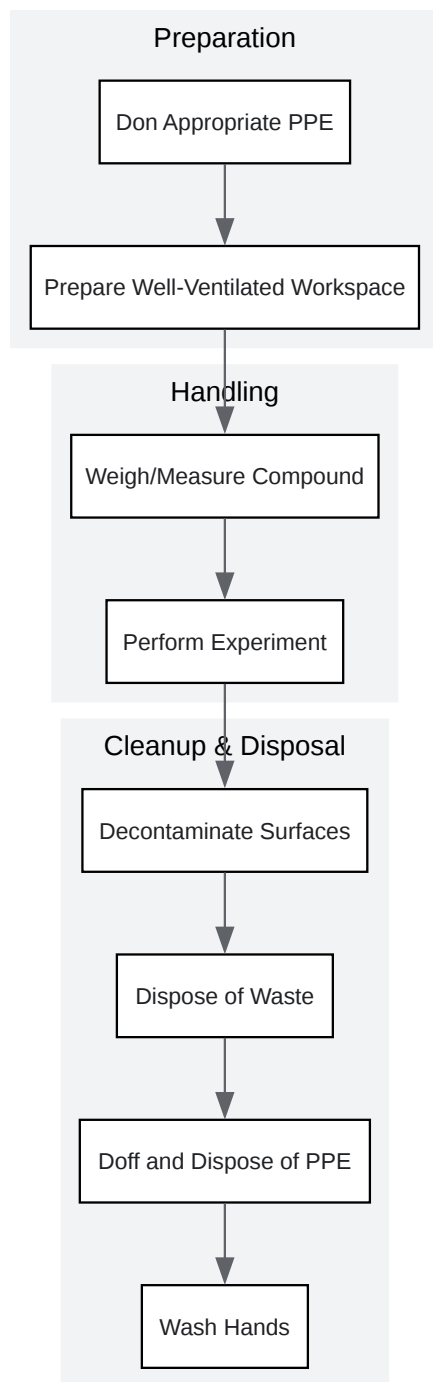 Preparation
Don Appropriate PPE
Prepare Well-Ventilated Workspace
Handling
Weigh/Measure Compound
Perform Experiment
Cleanup & Disposal
Decontaminate Surfaces
Dispose of Waste
Doff and Dispose of PPE
Wash Hands